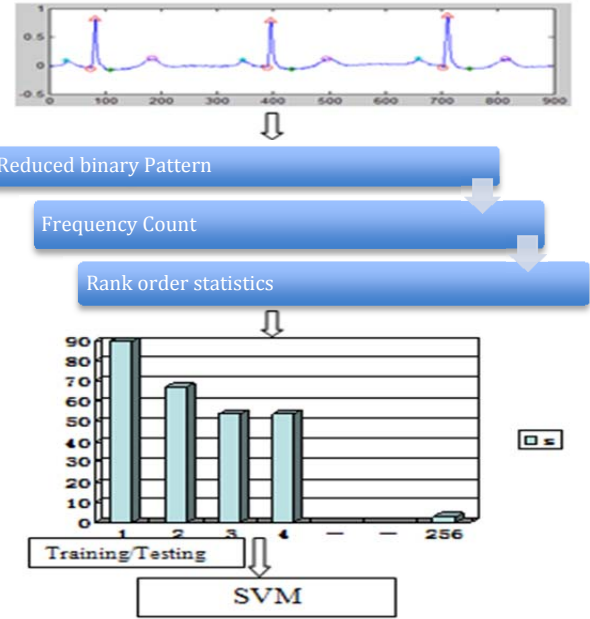 1
0.5
0
-0.5
0 100 200 300 400 500 600 700 800 900
Reduced binary Pattern
Frequency Count
Rank order statistics
90
80
70
60
50
40
30
20
10
0
1 2 3 4 — — 256
s
Training/Testing
SVM